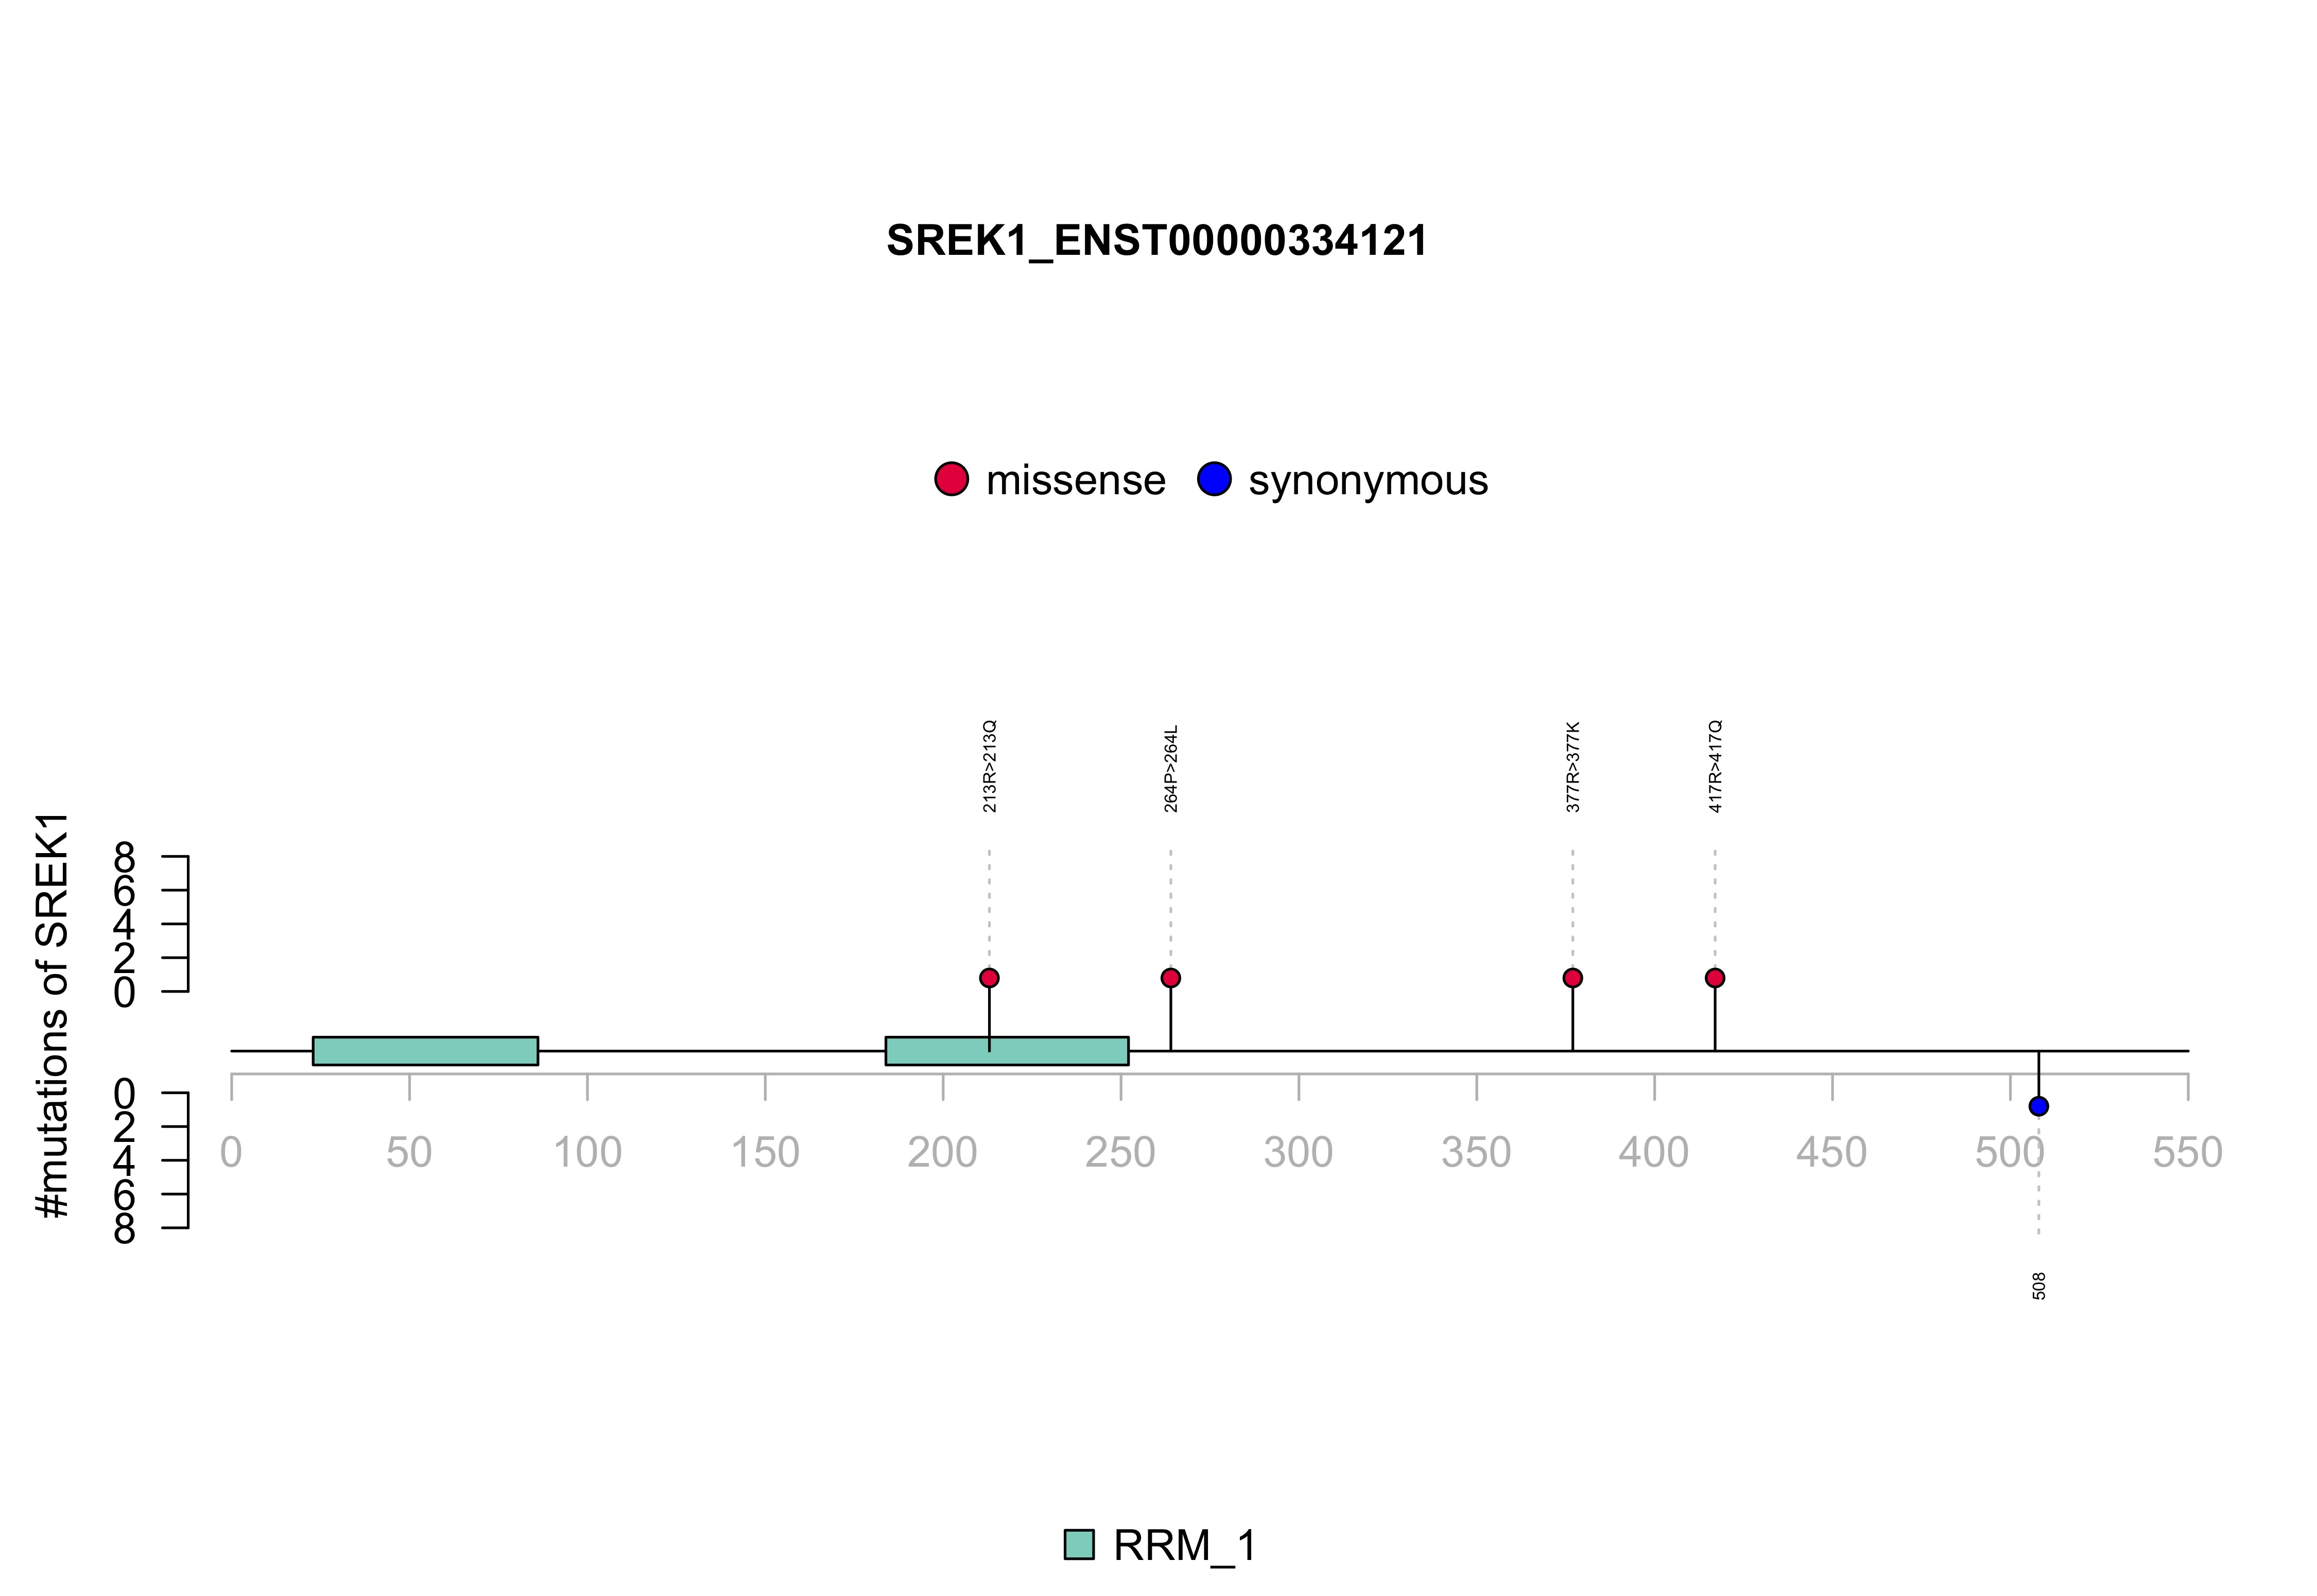 SREK1_ENST00000334121
missense synonymous
213R>213Q
264P>264L
377R>377K
417R>417Q
#mutations of SREK1
8
6
4
2
0
0
2
4
6
8
0 50 100 150 200 250 300 350 400 450 500 550
508
RRM_1